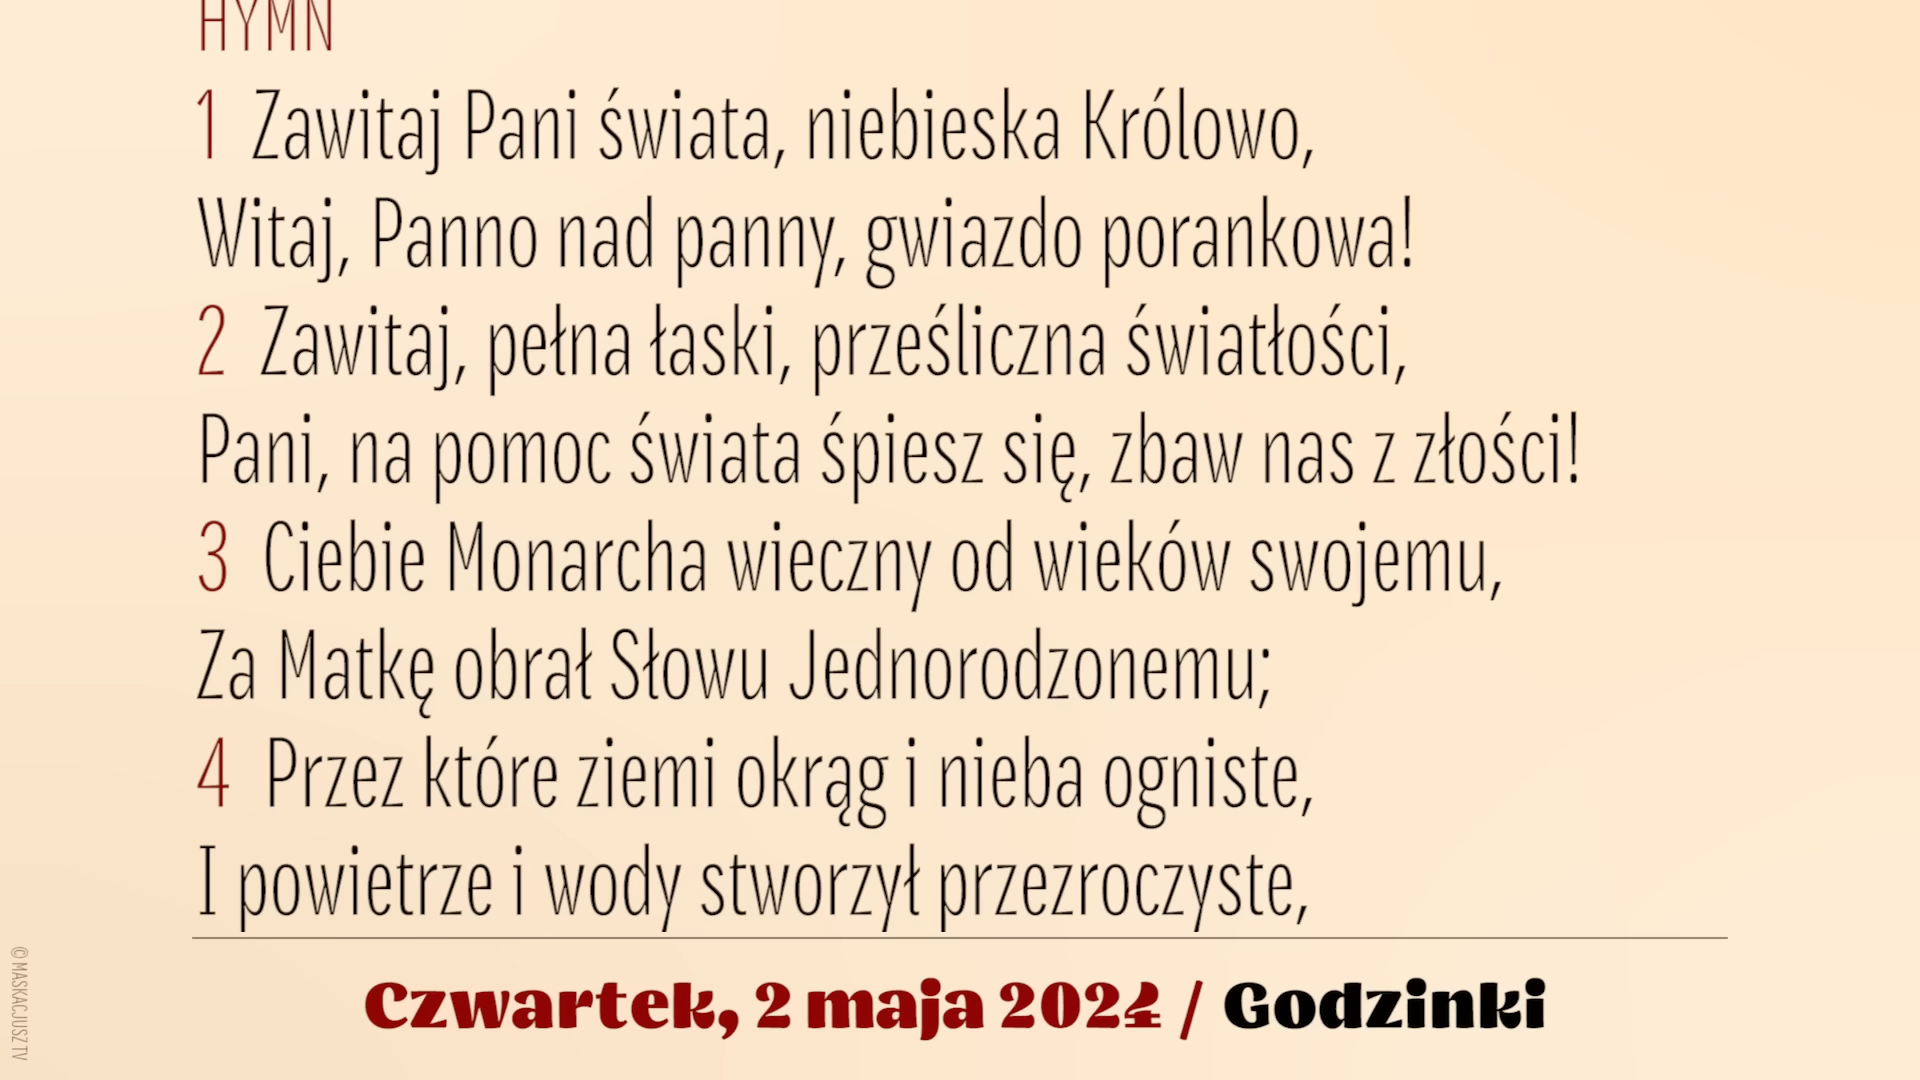 HYMN
1 Zawitaj Pani świata, niebieska Królowo,
Witaj, Panno nad panny, gwiazdo porankowa!
2 Zawitaj, pełna łaski, prześliczna światłości,
Pani, na pomoc świata śpiesz się, zbaw nas z złości!
3 Ciebie Monarcha wieczny od wieków swojemu,
Za Matkę obrał Słowu Jednorodzonemu;
4 Przez które ziemi okrąg i nieba ogniste,
I powietrze i wody stworzył przezroczyste,
Czwartek, 2 maja 2024 / Godzinki
© MASKACJUSZ TV